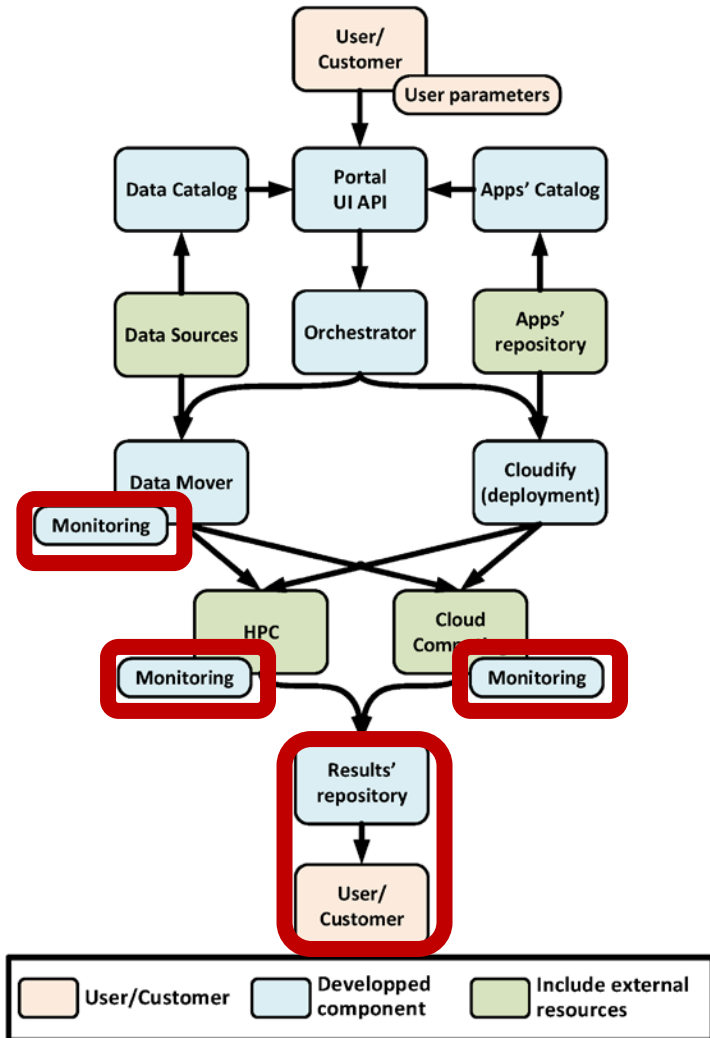 User/
Customer
User parameters
Data Catalog
Portal
UI API
Apps' Catalog
Data Sources
Orchestrator
Apps'
repository
Data Mover
Cloudify
(deployment)
Monitoring
HPC
Cloud
Monitoring
Monitoring
Results'
repository
User/
Customer
User/Customer
Developped
component
Include external
resources